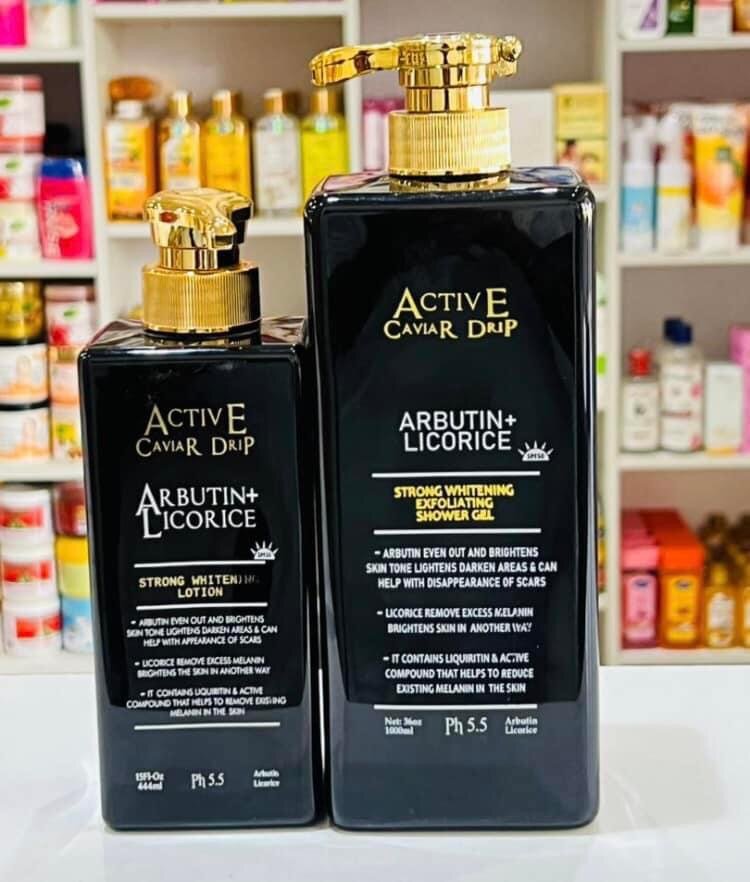 ACTIVE
CAVIAR DRIP
ARBUTIN+
LICORICE
SPF50
STRONG WHITENING
LOTION
- ARBUTIN EVEN OUT AND BRIGHTENS
SKIN TONE LIGHTENS DARKEN AREAS & CAN
HELP WITH APPEARANCE OF SCARS
- LICORICE REMOVE EXCESS MELANIN
BRIGHTENS THE SKIN IN ANOTHER WAY
- IT CONTAINS LIQUIRITIN & ACTIVE
COMPOUND THAT HELPS TO REMOVE EXISTING
MELANIN IN THE SKIN
15Fl-Oz
444ml
Ph 5.5
Arbutin
Licorice
ACTIVE
CAVIAR DRIP
ARBUTIN+
LICORICE
SPF50
STRONG WHITENING
EXFOLIATING
SHOWER GEL
- ARBUTIN EVEN OUT AND BRIGHTENS
SKIN TONE LIGHTENS DARKEN AREAS & CAN
HELP WITH DISAPPEARANCE OF SCARS
- LICORICE REMOVE EXCESS MELANIN
BRIGHTENS SKIN IN ANOTHER WAY
- IT CONTAINS LIQUIRITIN & ACTIVE
COMPOUND THAT HELPS TO REDUCE
EXISTING MELANIN IN THE SKIN
Net: 36oz
1000ml
Ph 5.5
Arbutin
Licorice